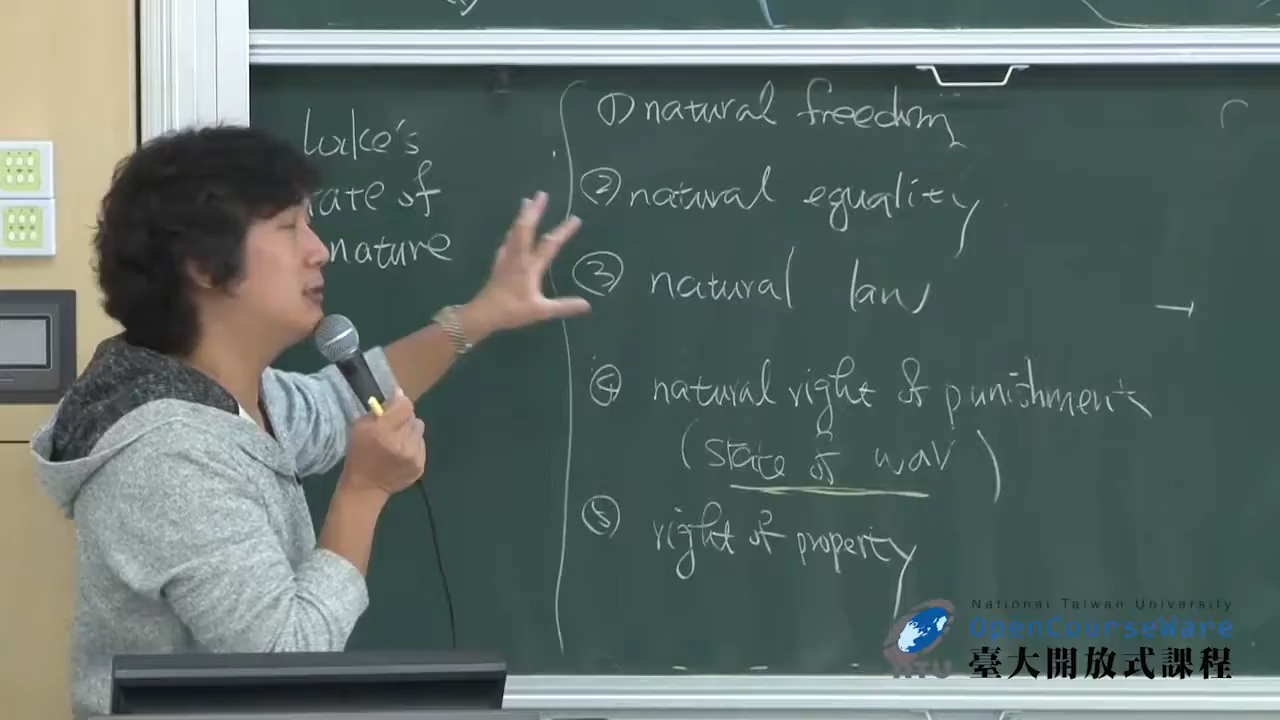 Locke's
state of
nature
① natural freedom
② natural equality
③ natural law
④ natural right of punishment
(state of war)
⑤ right of property
National Taiwan University
OpenCourseWare
NTU
臺大開放式課程